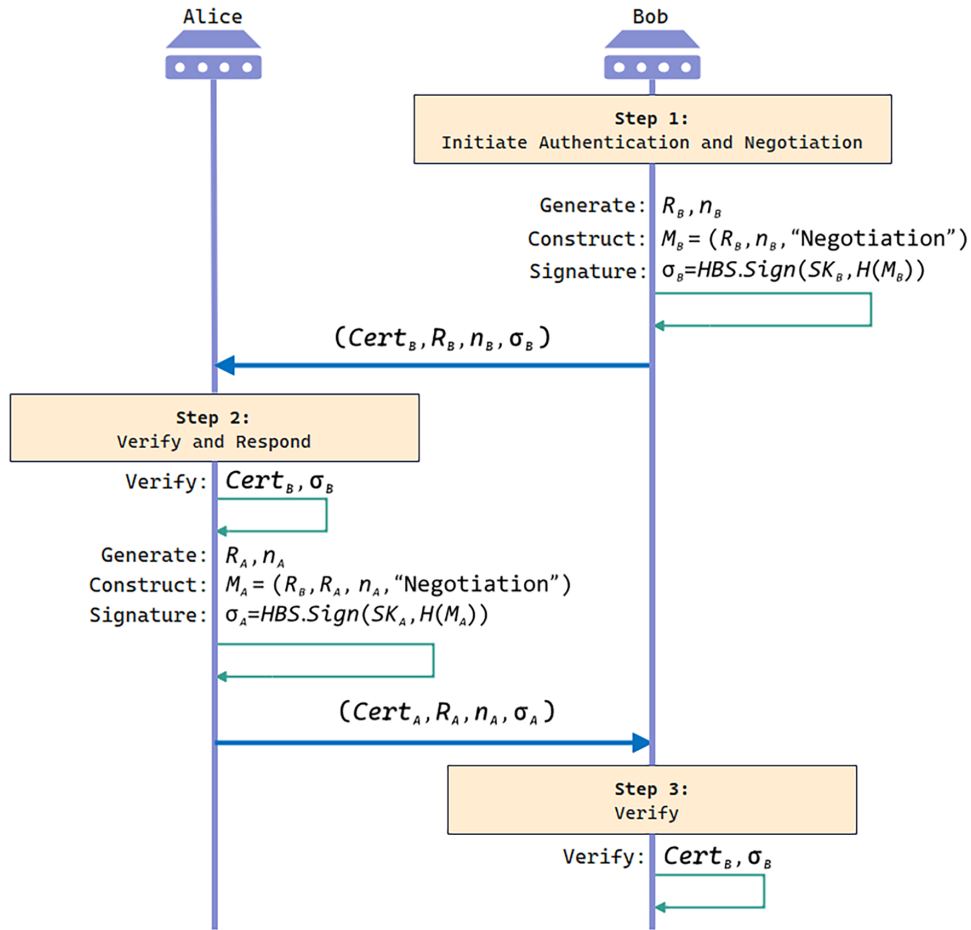 Alice
Bob
Step 1:
Initiate Authentication and Negotiation
Generate: R_B,n_B
Construct: M_B = (R_B,n_B,“Negotiation”)
Signature: σ_B=HBS.Sign(SK_B,H(M_B))
(Cert_B,R_B,n_B,σ_B)
Step 2:
Verify and Respond
Verify: Cert_B,σ_B
Generate: R_A,n_A
Construct: M_A = (R_B,R_A, n_A,“Negotiation”)
Signature: σ_A=HBS.Sign(SK_A,H(M_A))
(Cert_A,R_A,n_A,σ_A)
Step 3:
Verify
Verify: Cert_B,σ_B